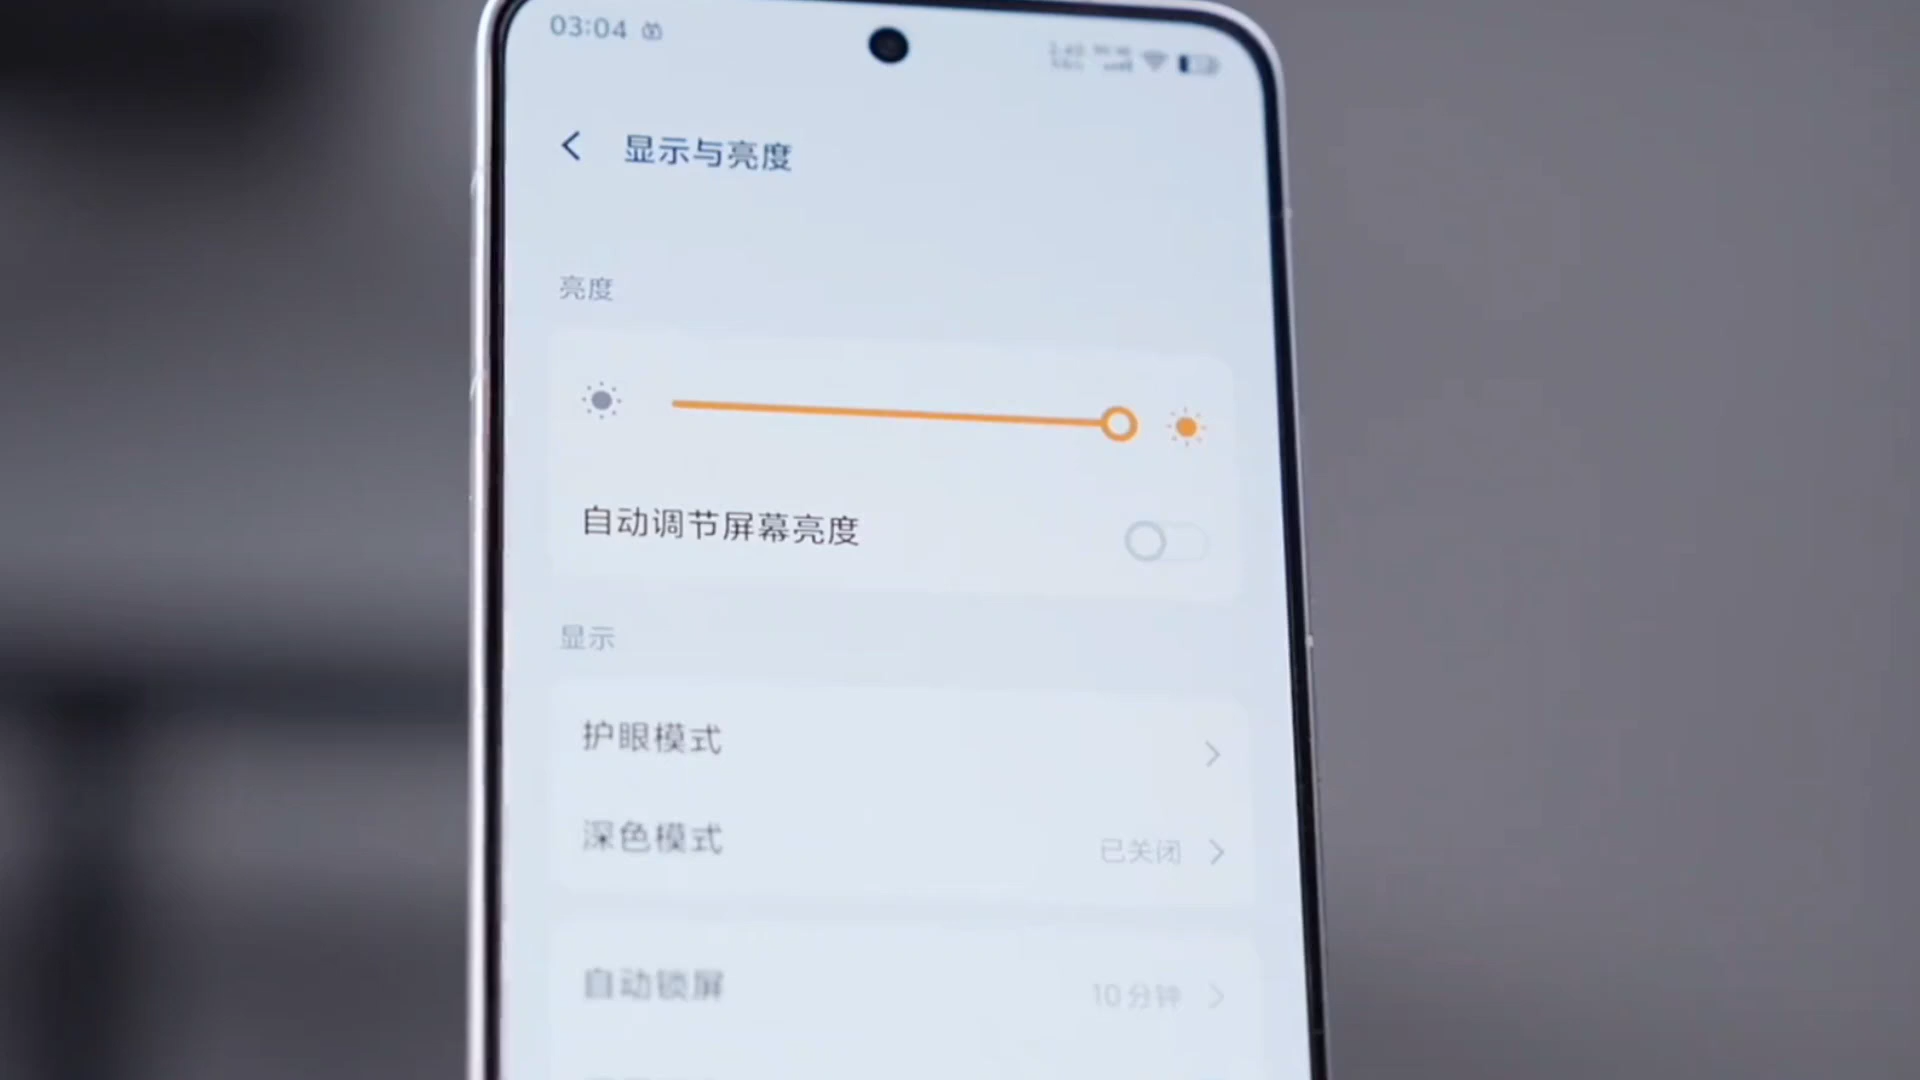 03:04
显示与亮度
亮度
自动调节屏幕亮度
显示
护眼模式
深色模式 已关闭
自动锁屏 10分钟